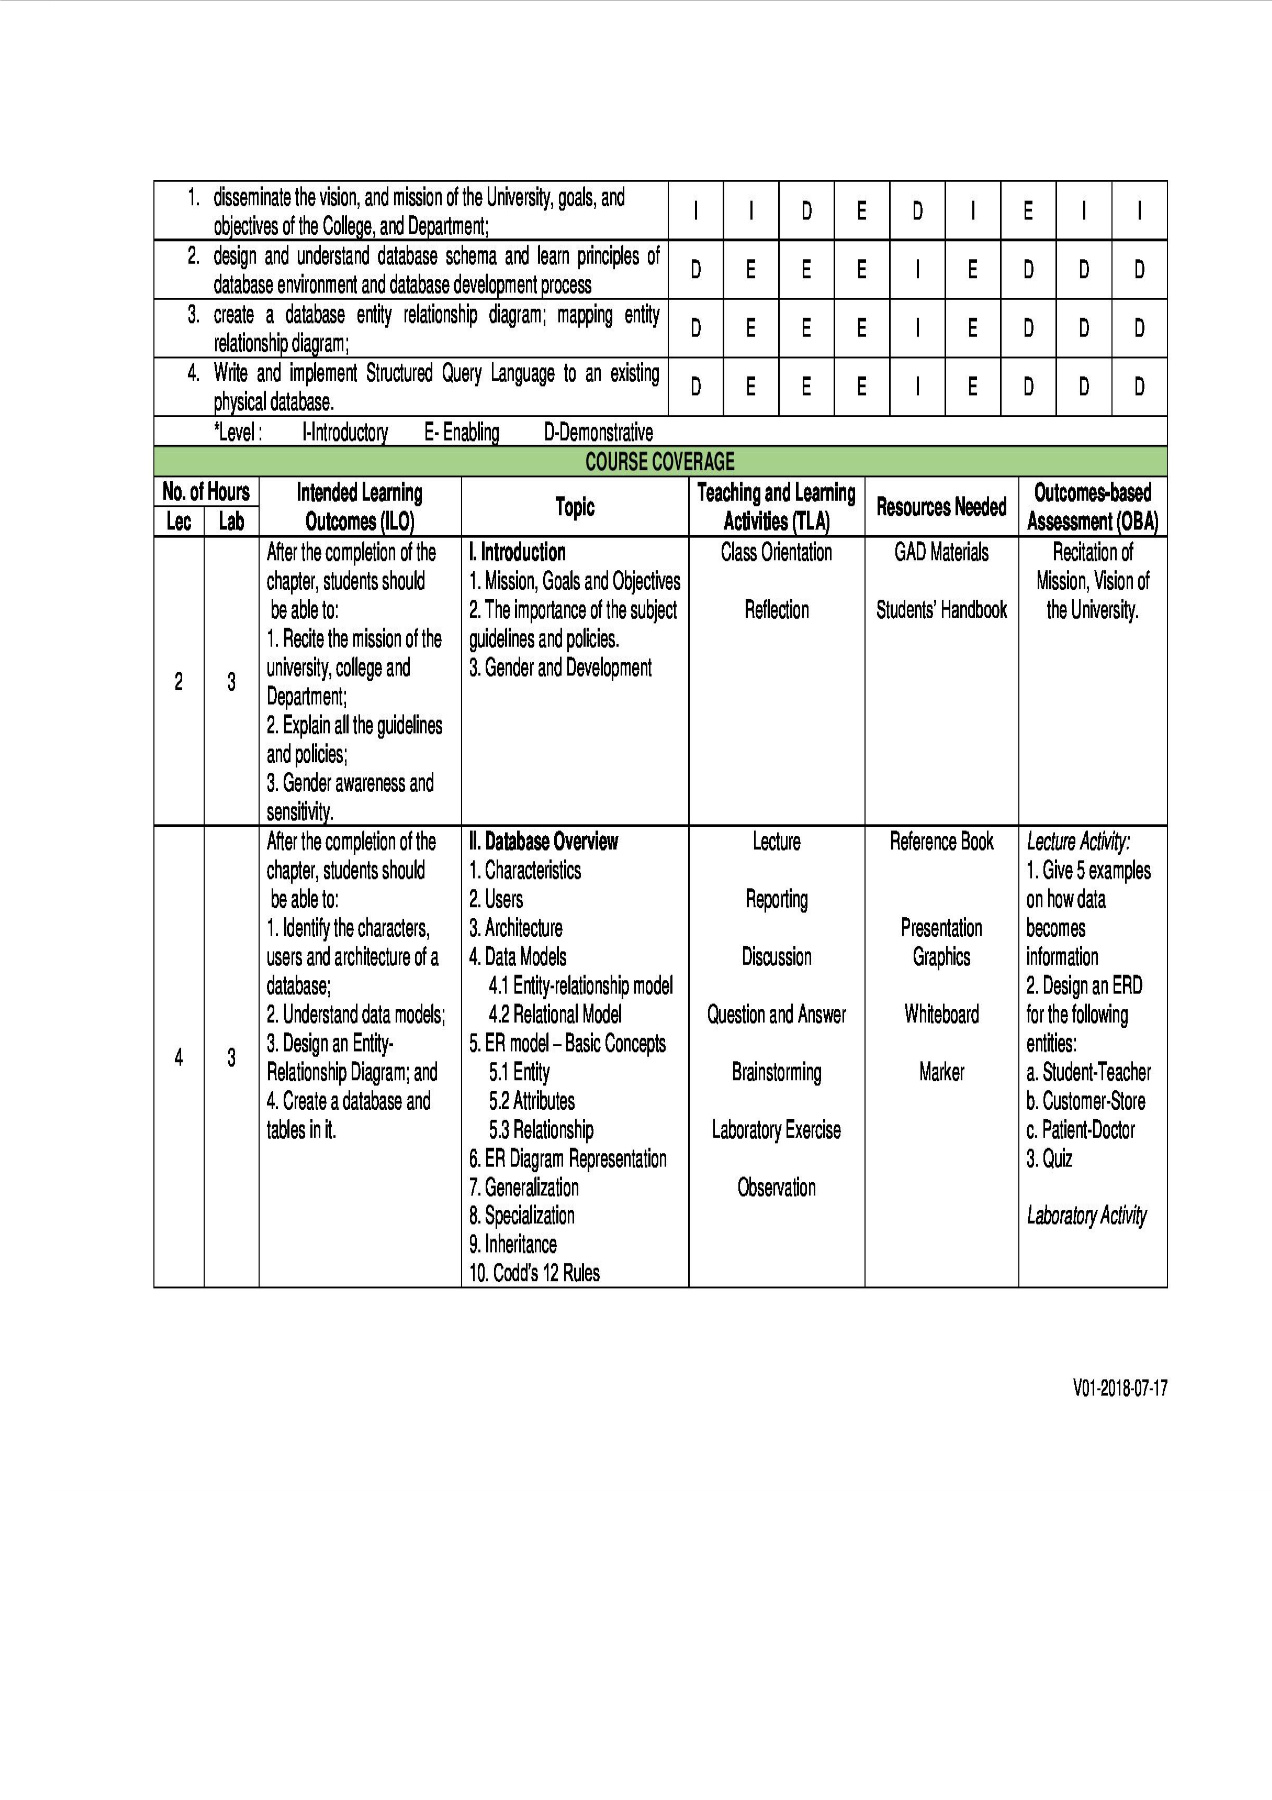 1. disseminate the vision, and mission of the University, goals, and
objectives of the College, and Department;
I I D E D I E I I
2. design and understand database schema and learn principles of
database environment and database development process
D E E E I E D D D
3. create a database entity relationship diagram; mapping entity
relationship diagram;
D E E E I E D D D
4. Write and implement Structured Query Language to an existing
physical database.
D E E E I E D D D
*Level : I-Introductory E- Enabling D-Demonstrative
COURSE COVERAGE
No. of Hours
Lec Lab
Intended Learning
Outcomes (ILO)
Topic
Teaching and Learning
Activities (TLA)
Resources Needed
Outcomes-based
Assessment (OBA)
2
3
After the completion of the
chapter, students should
be able to:
1. Recite the mission of the
university, college and
Department;
2. Explain all the guidelines
and policies;
3. Gender awareness and
sensitivity.
I. Introduction
1. Mission, Goals and Objectives
2. The importance of the subject
guidelines and policies.
3. Gender and Development
Class Orientation
Reflection
GAD Materials
Students' Handbook
Recitation of
Mission, Vision of
the University.
4
3
After the completion of the
chapter, students should
be able to:
1. Identify the characters,
users and architecture of a
database;
2. Understand data models;
3. Design an Entity-
Relationship Diagram; and
4. Create a database and
tables in it.
II. Database Overview
1. Characteristics
2. Users
3. Architecture
4. Data Models
4.1 Entity-relationship model
4.2 Relational Model
5. ER model – Basic Concepts
5.1 Entity
5.2 Attributes
5.3 Relationship
6. ER Diagram Representation
7. Generalization
8. Specialization
9. Inheritance
10. Codd's 12 Rules
Lecture
Reporting
Discussion
Question and Answer
Brainstorming
Laboratory Exercise
Observation
Reference Book
Presentation
Graphics
Whiteboard
Marker
Lecture Activity:
1. Give 5 examples
on how data
becomes
information
2. Design an ERD
for the following
entities:
a. Student-Teacher
b. Customer-Store
c. Patient-Doctor
3. Quiz
Laboratory Activity
V01-2018-07-17